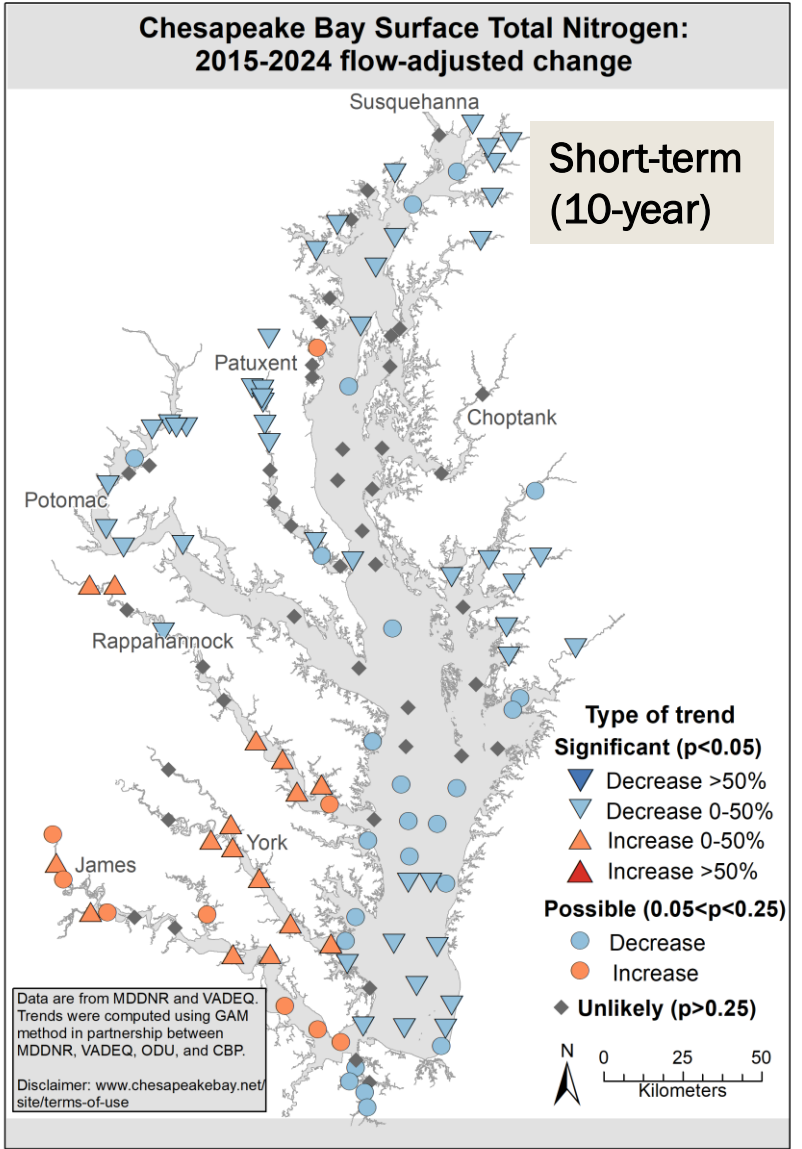 Chesapeake Bay Surface Total Nitrogen:
2015-2024 flow-adjusted change
Susquehanna
Short-term
(10-year)
Patuxent
Choptank
Potomac
Rappahannock
York
James
Type of trend
Significant (p<0.05)
Decrease >50%
Decrease 0-50%
Increase 0-50%
Increase >50%
Possible (0.05<p<0.25)
Decrease
Increase
Unlikely (p>0.25)
Data are from MDDNR and VADEQ.
Trends were computed using GAM
method in partnership between
MDDNR, VADEQ, ODU, and CBP.
Disclaimer: www.chesapeakebay.net/
site/terms-of-use
N
0 25 50
Kilometers